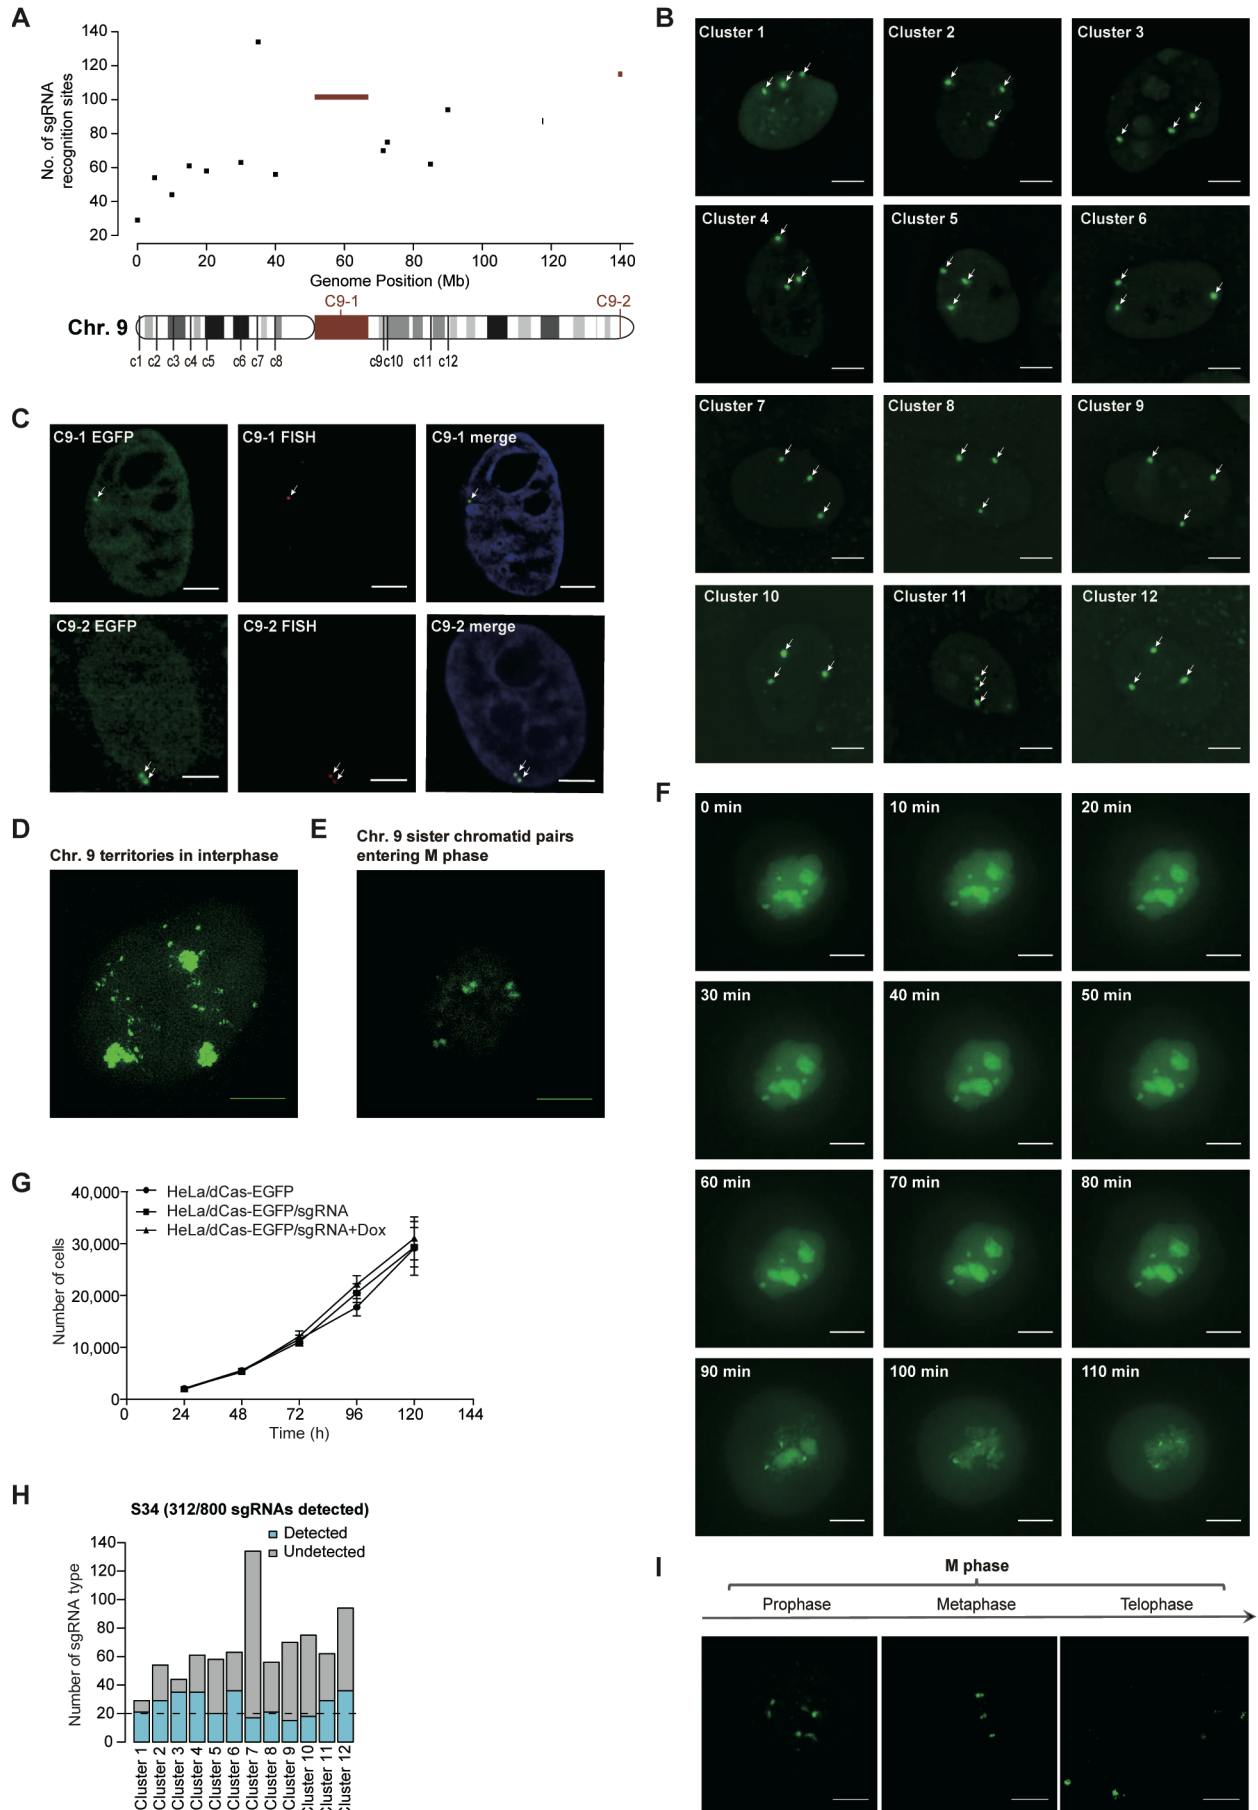 A
140
120
100
80
60
40
20
No. of sgRNA
recognition sites
0 20 40 60 80 100 120 140
Genome Position (Mb)
C9-1 C9-2
Chr. 9
c1 c2 c3 c4 c5 c6 c7 c8 c9 c10 c11 c12
B
Cluster 1 Cluster 2 Cluster 3
Cluster 4 Cluster 5 Cluster 6
Cluster 7 Cluster 8 Cluster 9
Cluster 10 Cluster 11 Cluster 12
C
C9-1 EGFP C9-1 FISH C9-1 merge
C9-2 EGFP C9-2 FISH C9-2 merge
D
Chr. 9 territories in interphase
E
Chr. 9 sister chromatid pairs
entering M phase
F
0 min 10 min 20 min
30 min 40 min 50 min
60 min 70 min 80 min
90 min 100 min 110 min
G
40,000
30,000
20,000
10,000
0
Number of cells
HeLa/dCas-EGFP
HeLa/dCas-EGFP/sgRNA
HeLa/dCas-EGFP/sgRNA+Dox
0 24 48 72 96 120 144
Time (h)
H
S34 (312/800 sgRNAs detected)
Detected
Undetected
140
120
100
80
60
40
20
0
Number of sgRNA type
Cluster 1
Cluster 2
Cluster 3
Cluster 4
Cluster 5
Cluster 6
Cluster 7
Cluster 8
Cluster 9
Cluster 10
Cluster 11
Cluster 12
I
M phase
Prophase Metaphase Telophase